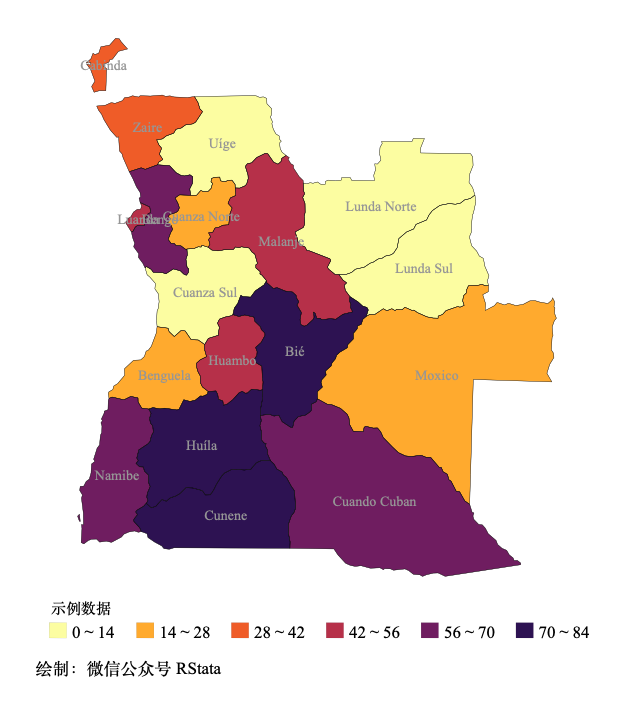 Cabinda
Zaire
Uíge
Lunda Norte
Luanda
Bengo
Cuanza Norte
Malanje
Lunda Sul
Cuanza Sul
Bié
Huambo
Benguela
Moxico
Huíla
Namibe
Cuando Cuban
Cunene
示例数据
0 ~ 14 14 ~ 28 28 ~ 42 42 ~ 56 56 ~ 70 70 ~ 84
绘制：微信公众号 RStata